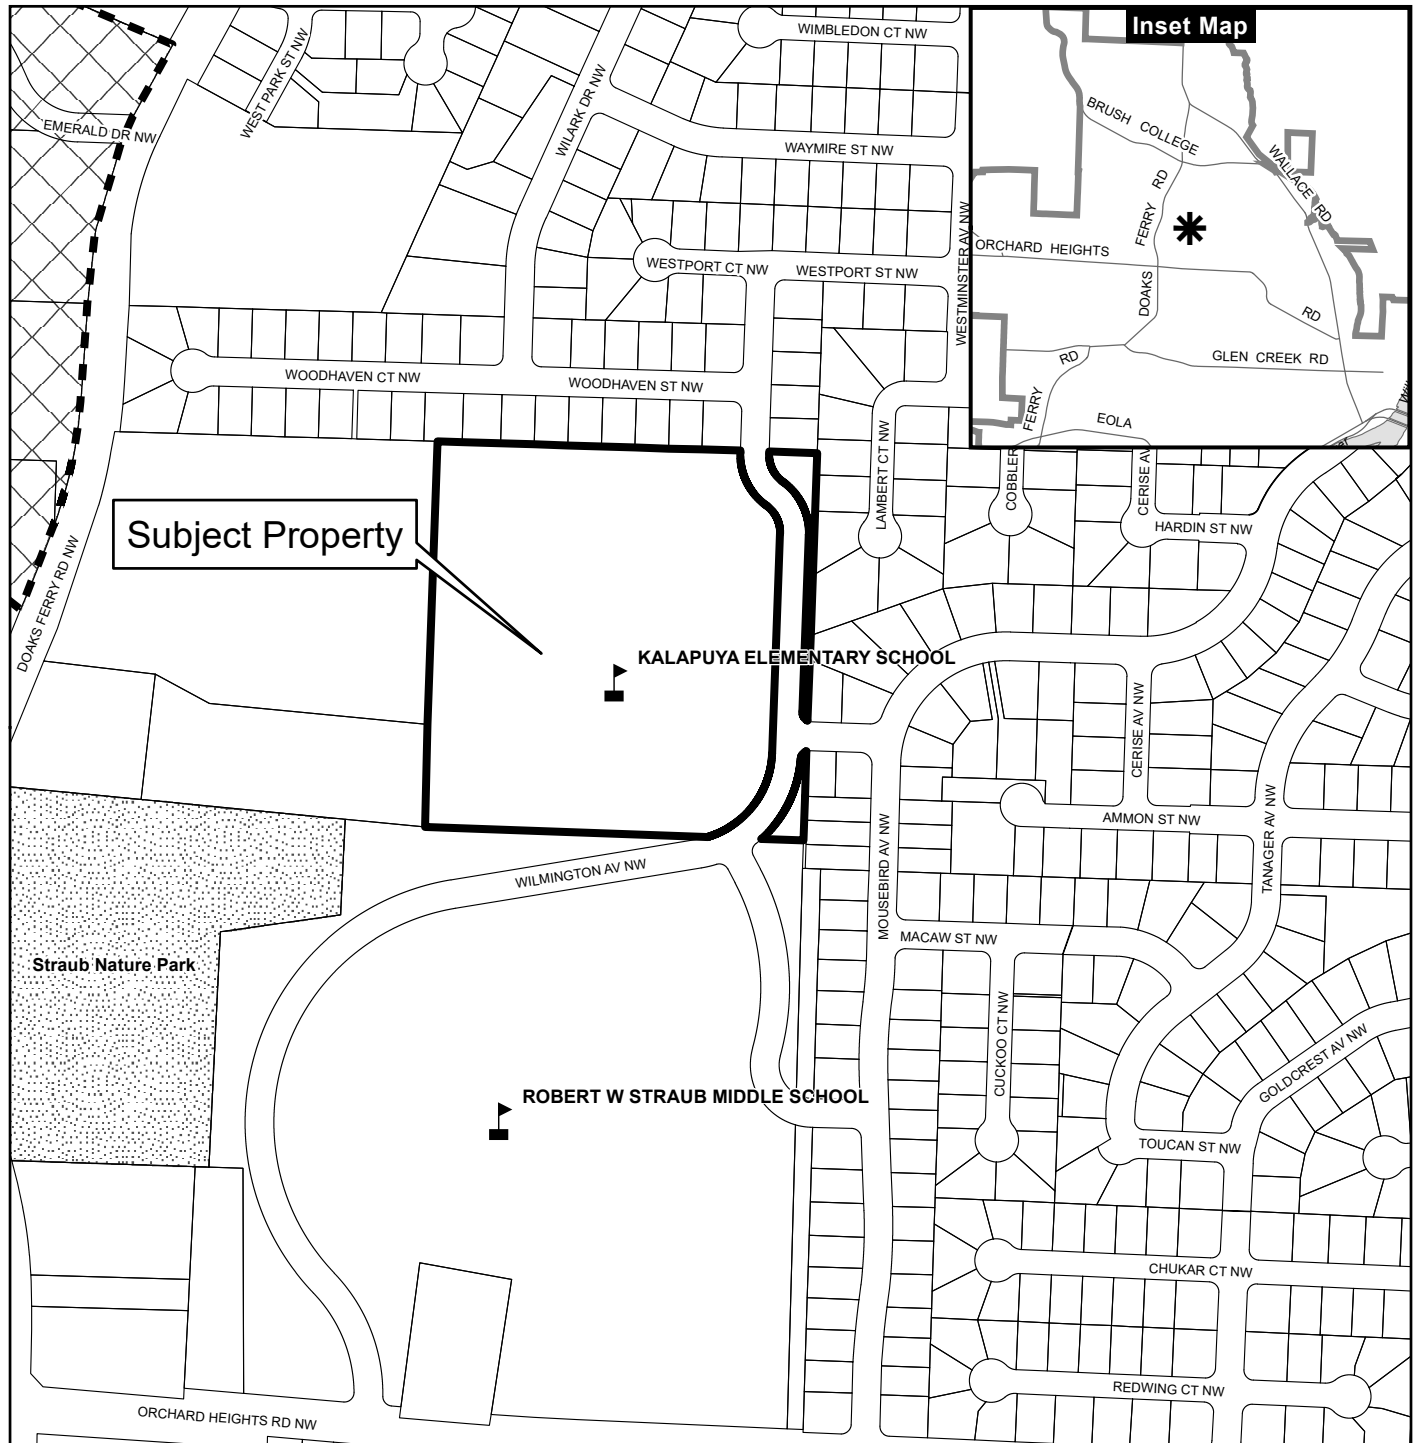 WIMBLEDON CT NW
Inset Map
WEST PARK ST NW
WILARK DR NW
EMERALD DR NW
WAYMIRE ST NW
BRUSH COLLEGE
WALLACE RD
FERRY RD
DOAKS
ORCHARD HEIGHTS
RD
GLEN CREEK RD
RD
FERRY
EOLA
WESTMINSTER AV NW
WESTPORT CT NW
WESTPORT ST NW
WOODHAVEN CT NW
WOODHAVEN ST NW
LAMBERT CT NW
COBBLER
CERISE AV
HARDIN ST NW
Subject Property
DOAKS FERRY RD NW
KALAPUYA ELEMENTARY SCHOOL
CERISE AV NW
AMMON ST NW
TANAGER AV NW
MOUSEBIRD AV NW
WILMINGTON AV NW
MACAW ST NW
Straub Nature Park
CUCKOO CT NW
GOLDCREST AV NW
ROBERT W STRAUB MIDDLE SCHOOL
TOUCAN ST NW
CHUKAR CT NW
REDWING CT NW
ORCHARD HEIGHTS RD NW